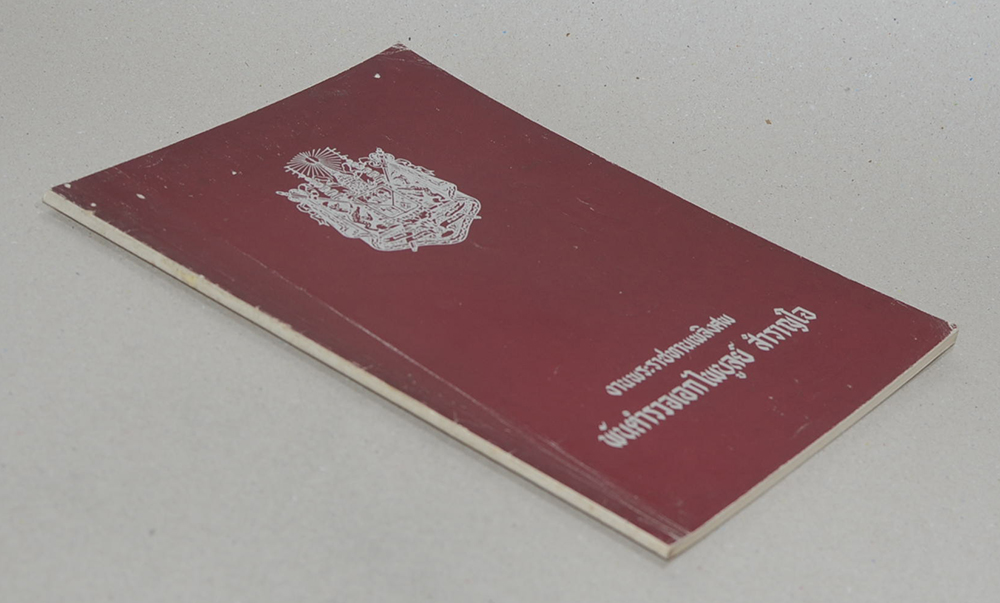 งานพระราชทานเพลิงศพ
พันตำรวจเอกไพบูรย์ สำราญใจ